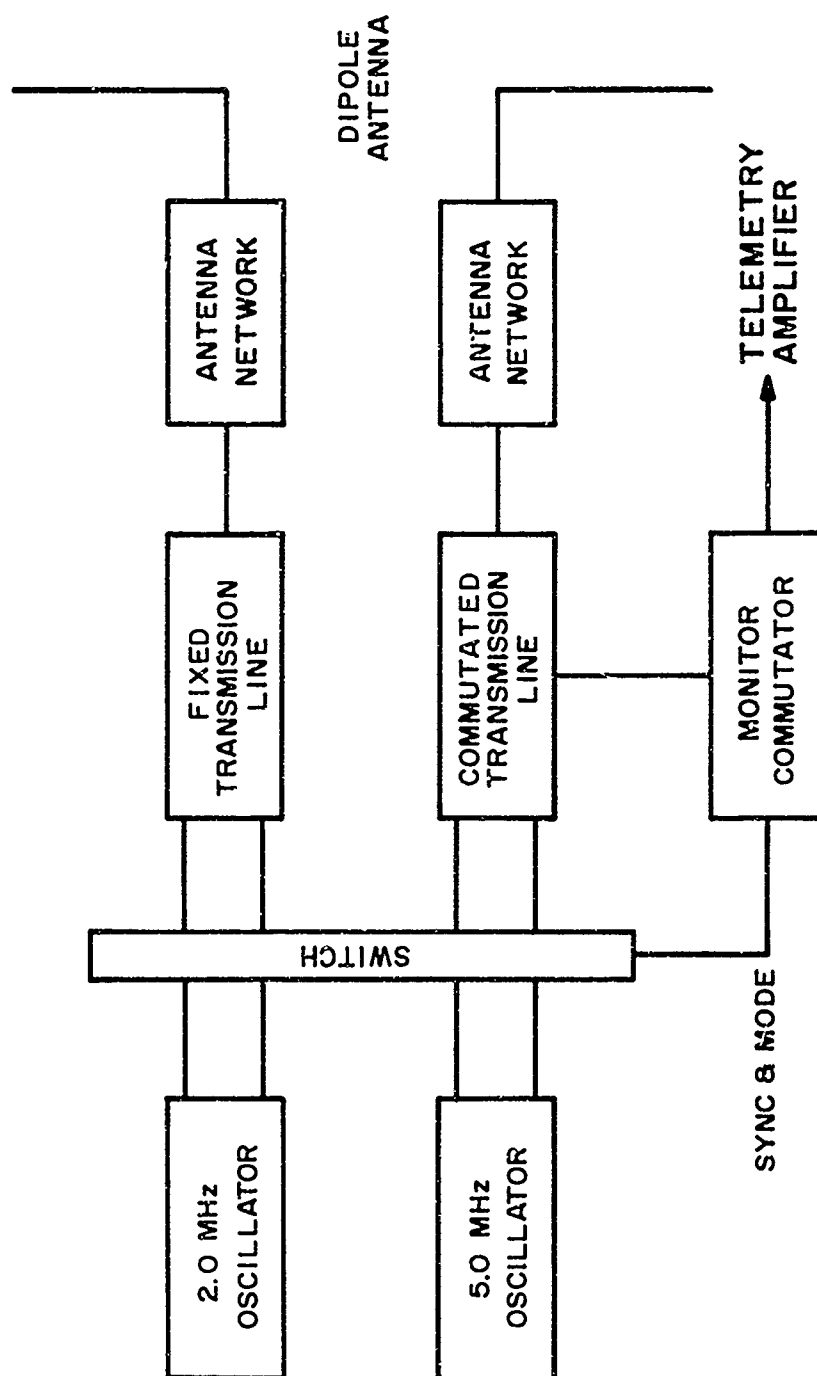 2.0 MHz
OSCILLATOR
SWITCH
FIXED
TRANSMISSION
LINE
ANTENNA
NETWORK
DIPOLE
ANTENNA
5.0 MHz
OSCILLATOR
COMMUTATED
TRANSMISSION
LINE
ANTENNA
NETWORK
SYNC & MODE
MONITOR
COMMUTATOR
TELEMETRY
AMPLIFIER